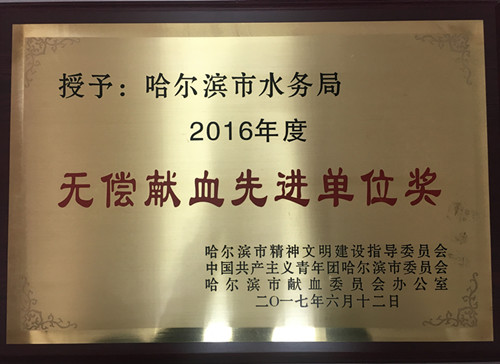 授予：哈尔滨市水务局
2016年度
无偿献血先进单位奖
哈尔滨市精神文明建设指导委员会
中国共产主义青年团哈尔滨市委员会
哈尔滨市献血委员会办公室
二〇一七年六月十二日